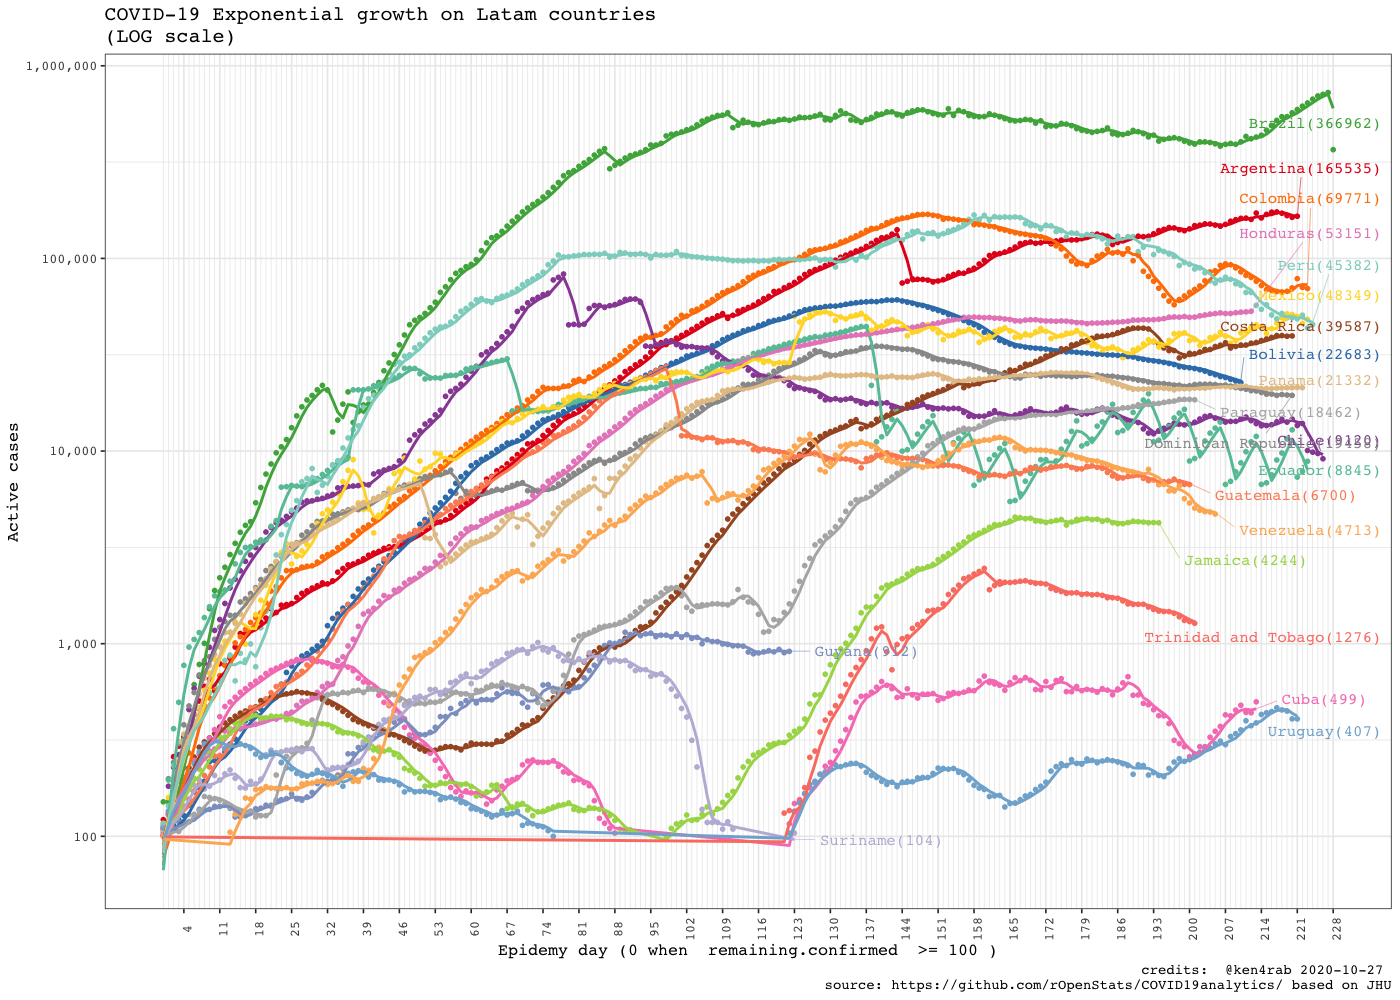 COVID-19 Exponential growth on Latam countries
(LOG scale)
1,000,000
100,000
10,000
1,000
100
Active cases
Brazil(366962)
Argentina(165535)
Colombia(69771)
Honduras(53151)
Peru(45382)
Mexico(48349)
Costa Rica(39587)
Bolivia(22683)
Panama(21332)
Paraguay(18462)
Chile(9120)
Dominican Republic(19458)
Ecuador(8845)
Guatemala(6700)
Venezuela(4713)
Jamaica(4244)
Trinidad and Tobago(1276)
Guyana(912)
Cuba(499)
Uruguay(407)
Suriname(104)
4 11 18 25 32 39 46 53 60 67 74 81 88 95 102 109 116 123 130 137 144 151 158 165 172 179 186 193 200 207 214 221 228
Epidemy day (0 when remaining.confirmed >= 100 )
credits: @ken4rab 2020-10-27
source: https://github.com/rOpenStats/COVID19analytics/ based on JHU